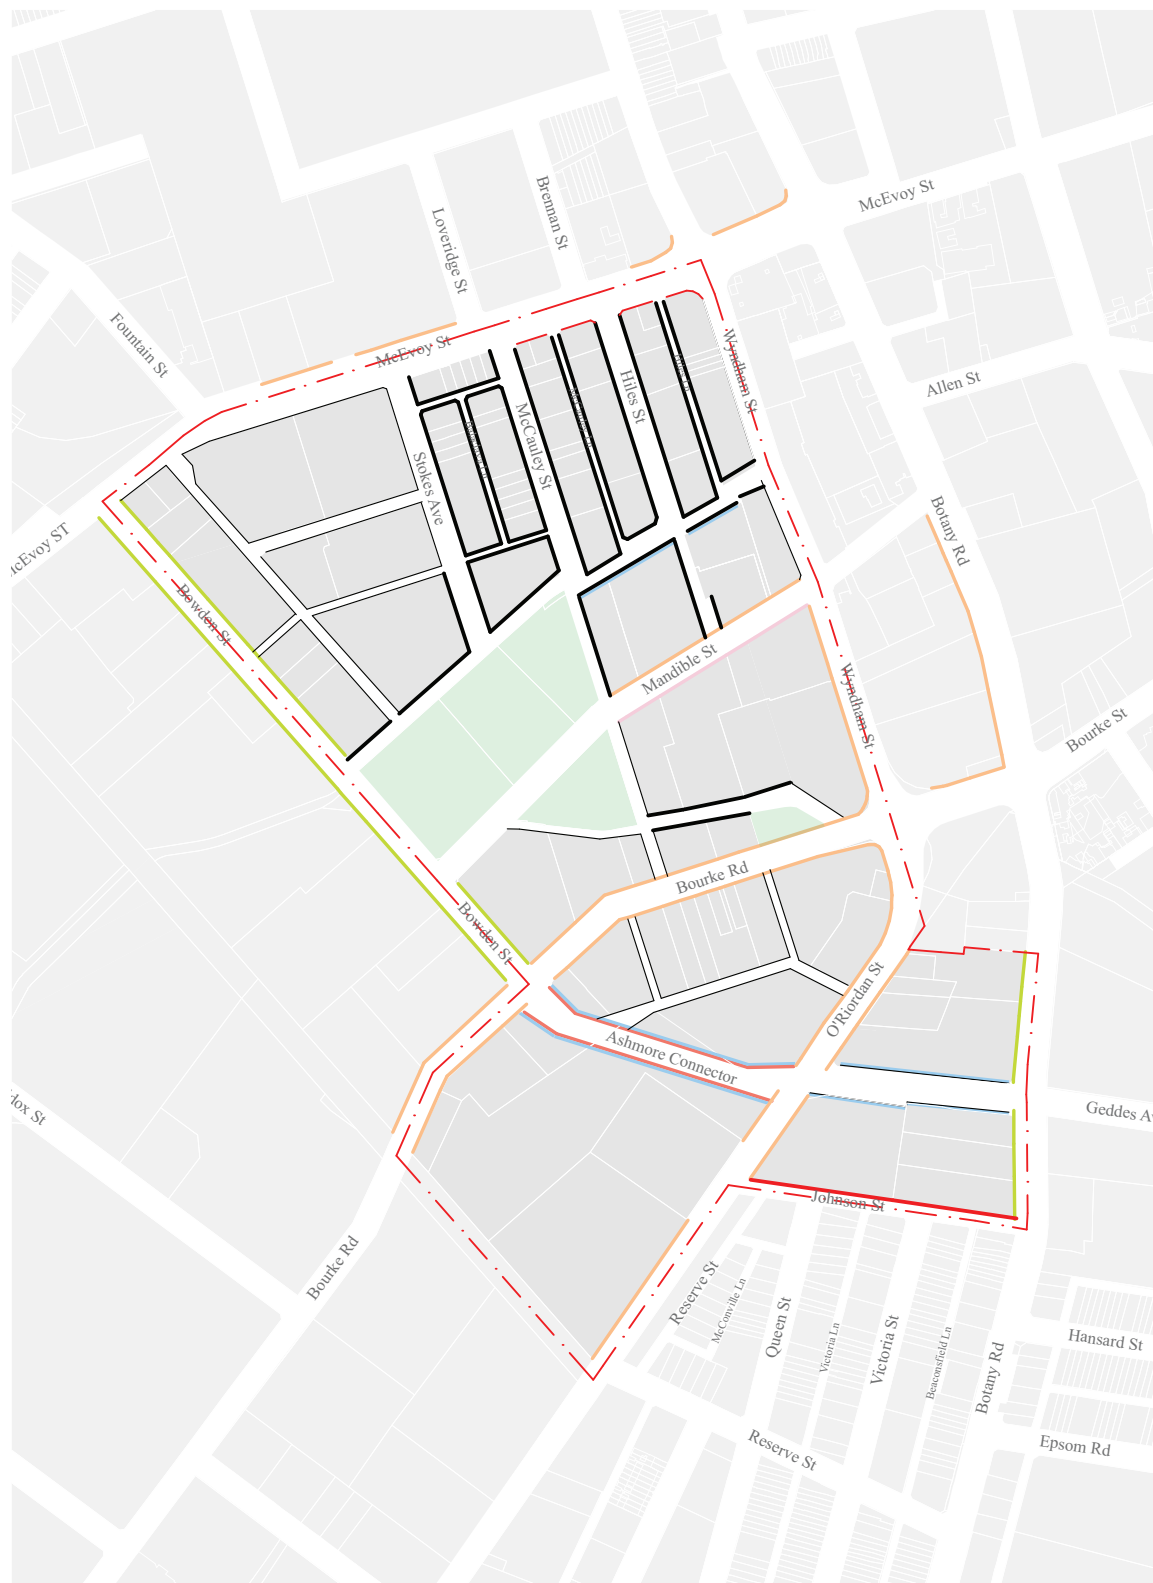 McEvoy St
Brennan St
Loveridge St
Fountain St
McEvoy St
Wyndham St
Allen St
Hiles St
McCauley St
Stokes Ave
Botany Rd
McEvoy ST
Bowden St
Mandible St
Wyndham St
Bourke St
Bourke Rd
Bowden St
O'Riordan St
Ashmore Connector
Geddes Av
dox St
Johnson St
Bourke Rd
Reserve St
McConville Ln
Queen St
Victoria Ln
Victoria St
Beaconsfield Ln
Botany Rd
Hansard St
Reserve St
Epsom Rd